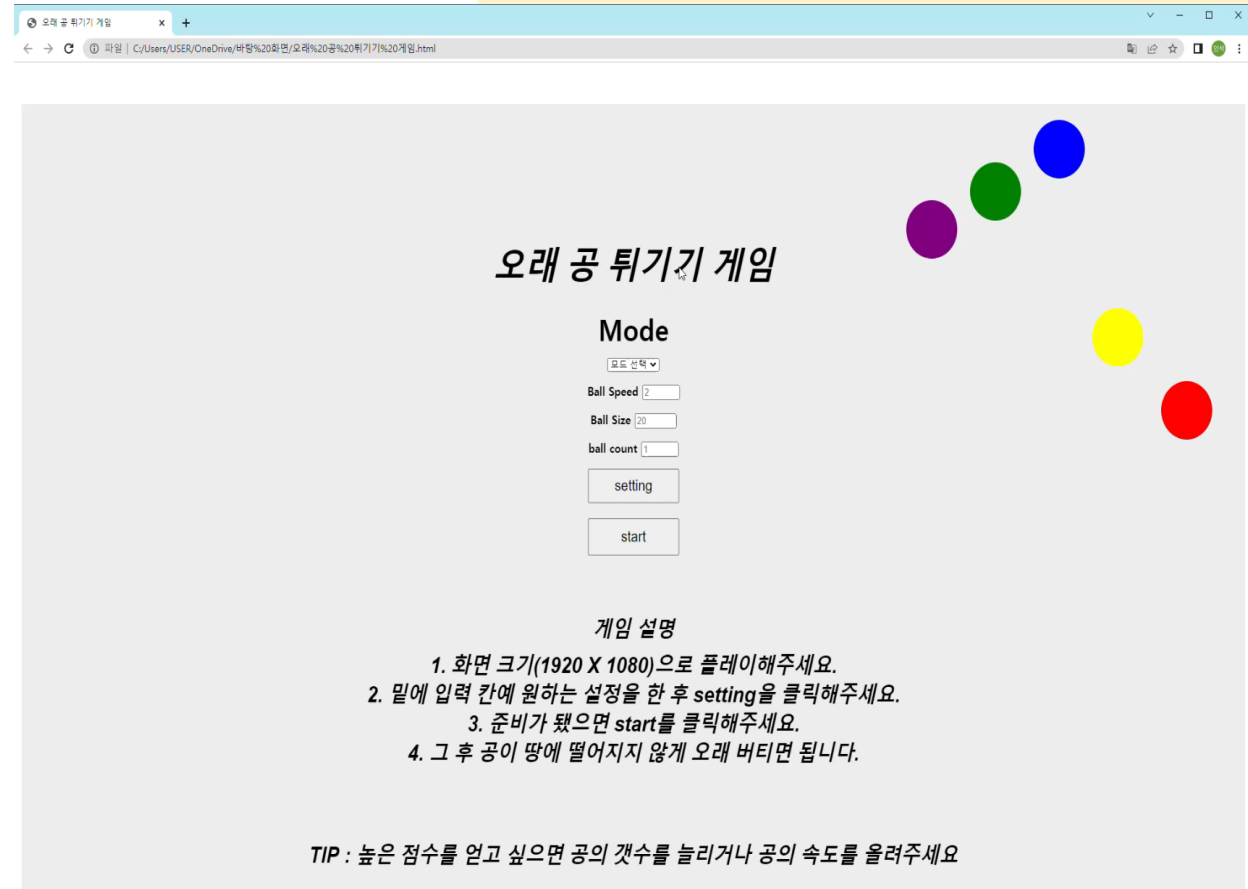 오래 공 튀기기 게임
파일 | C:/Users/USER/OneDrive/바탕%20화면/오래%20공%20튀기기%20게임.html
오래 공 튀기기 게임
Mode
모드 선택
Ball Speed 2
Ball Size 20
ball count 1
setting
start
게임 설명
1. 화면 크기(1920 X 1080)으로 플레이해주세요.
2. 밑에 입력 칸예 원하는 설정을 한 후 setting을 클릭해주세요.
3. 준비가 됐으면 start를 클릭해주세요.
4. 그 후 공이 땅에 떨어지지 않게 오래 버티면 됩니다.
TIP : 높은 점수를 얻고 싶으면 공의 갯수를 늘리거나 공의 속도를 올려주세요